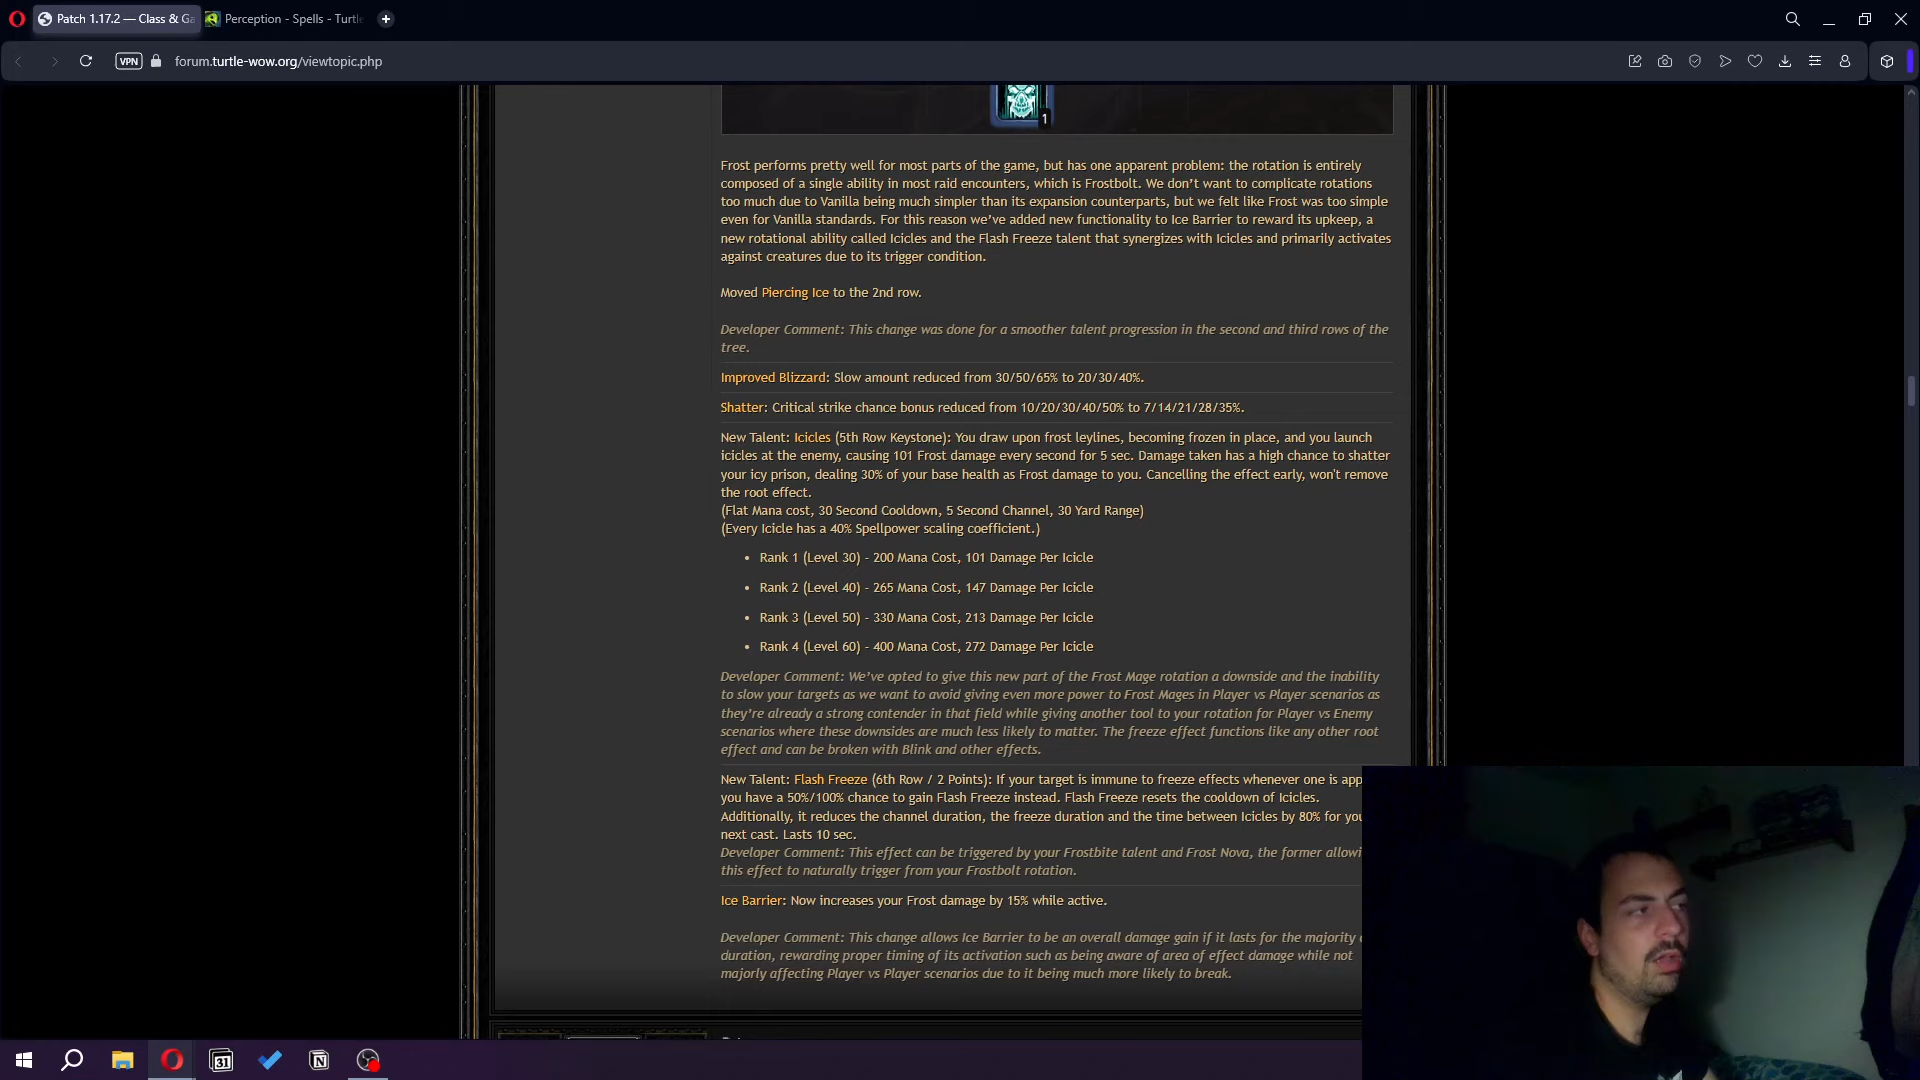 Patch 1.17.2 — Class & Ga
Perception - Spells - Turtl
VPN
forum.turtle-wow.org/viewtopic.php
1
Frost performs pretty well for most parts of the game, but has one apparent problem: the rotation is entirely
composed of a single ability in most raid encounters, which is Frostbolt. We don't want to complicate rotations
too much due to Vanilla being much simpler than its expansion counterparts, but we felt like Frost was too simple
even for Vanilla standards. For this reason we've added new functionality to Ice Barrier to reward its upkeep, a
new rotational ability called Icicles and the Flash Freeze talent that synergizes with Icicles and primarily activates
against creatures due to its trigger condition.
Moved Piercing Ice to the 2nd row.
Developer Comment: This change was done for a smoother talent progression in the second and third rows of the
tree.
Improved Blizzard: Slow amount reduced from 30/50/65% to 20/30/40%.
Shatter: Critical strike chance bonus reduced from 10/20/30/40/50% to 7/14/21/28/35%.
New Talent: Icicles (5th Row Keystone): You draw upon frost leylines, becoming frozen in place, and you launch
icicles at the enemy, causing 101 Frost damage every second for 5 sec. Damage taken has a high chance to shatter
your icy prison, dealing 30% of your base health as Frost damage to you. Cancelling the effect early, won't remove
the root effect.
(Flat Mana cost, 30 Second Cooldown, 5 Second Channel, 30 Yard Range)
(Every Icicle has a 40% Spellpower scaling coefficient.)
• Rank 1 (Level 30) - 200 Mana Cost, 101 Damage Per Icicle
• Rank 2 (Level 40) - 265 Mana Cost, 147 Damage Per Icicle
• Rank 3 (Level 50) - 330 Mana Cost, 213 Damage Per Icicle
• Rank 4 (Level 60) - 400 Mana Cost, 272 Damage Per Icicle
Developer Comment: We've opted to give this new part of the Frost Mage rotation a downside and the inability
to slow your targets as we want to avoid giving even more power to Frost Mages in Player vs Player scenarios as
they're already a strong contender in that field while giving another tool to your rotation for Player vs Enemy
scenarios where these downsides are much less likely to matter. The freeze effect functions like any other root
effect and can be broken with Blink and other effects.
New Talent: Flash Freeze (6th Row / 2 Points): If your target is immune to freeze effects whenever one is app
you have a 50%/100% chance to gain Flash Freeze instead. Flash Freeze resets the cooldown of Icicles.
Additionally, it reduces the channel duration, the freeze duration and the time between Icicles by 80% for you
next cast. Lasts 10 sec.
Developer Comment: This effect can be triggered by your Frostbite talent and Frost Nova, the former allowi
this effect to naturally trigger from your Frostbolt rotation.
Ice Barrier: Now increases your Frost damage by 15% while active.
Developer Comment: This change allows Ice Barrier to be an overall damage gain if it lasts for the majority
duration, rewarding proper timing of its activation such as being aware of area of effect damage while not
majorly affecting Player vs Player scenarios due to it being much more likely to break.
31